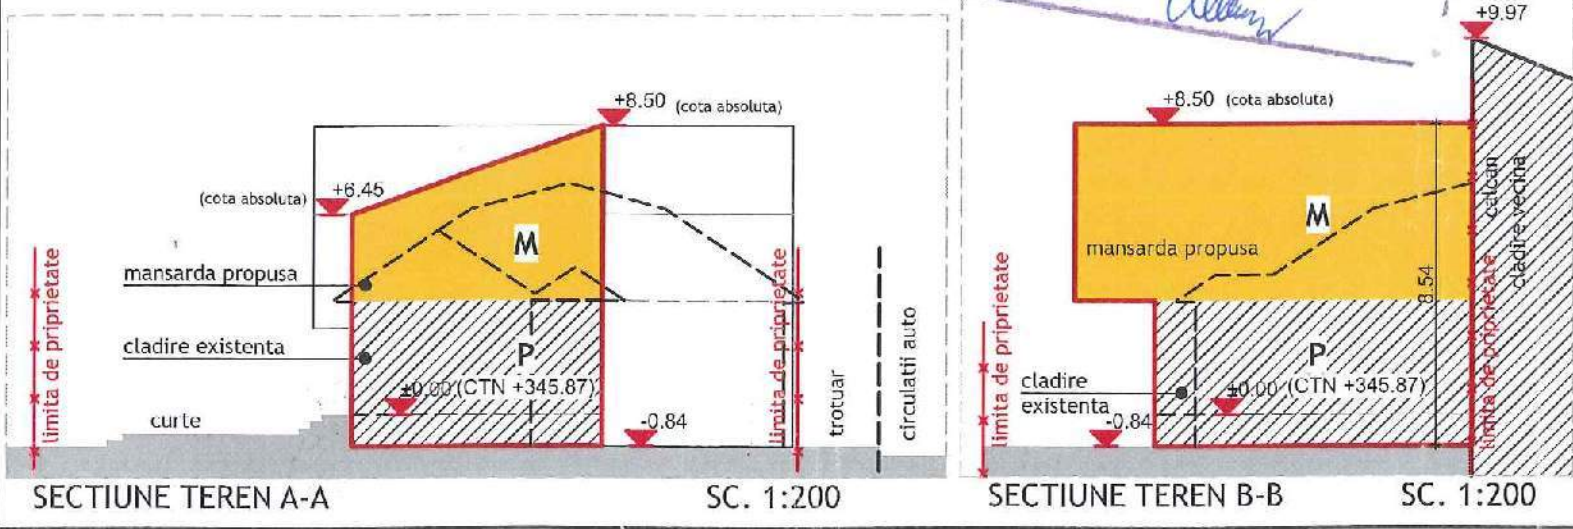 +8.50 (cota absoluta)
(cota absoluta) +6.45
M
mansarda propusa
cladire existenta
P
±0.00 (CTN +345.87)
curte
-0.84
limita de priprietate
limita de priprietate
trotuar
circulatii auto
SECTIUNE TEREN A-A
SC. 1:200
+9.97
+8.50 (cota absoluta)
M
mansarda propusa
calcan
cladire vecina
8.54
P
cladire
existenta
±0.00 (CTN +345.87)
-0.84
limita de priprietate
limita de priprietate
SECTIUNE TEREN B-B
SC. 1:200